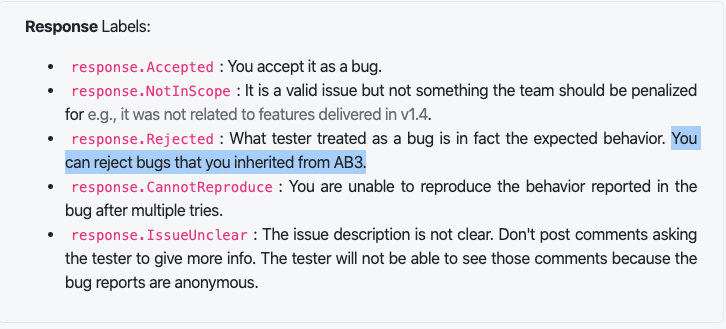 Response Labels:
• response.Accepted : You accept it as a bug.
• response.NotInScope : It is a valid issue but not something the team should be penalized
for e.g., it was not related to features delivered in v1.4.
• response.Rejected : What tester treated as a bug is in fact the expected behavior. You
can reject bugs that you inherited from AB3.
• response.CannotReproduce : You are unable to reproduce the behavior reported in the
bug after multiple tries.
• response.IssueUnclear : The issue description is not clear. Don't post comments asking
the tester to give more info. The tester will not be able to see those comments because the
bug reports are anonymous.